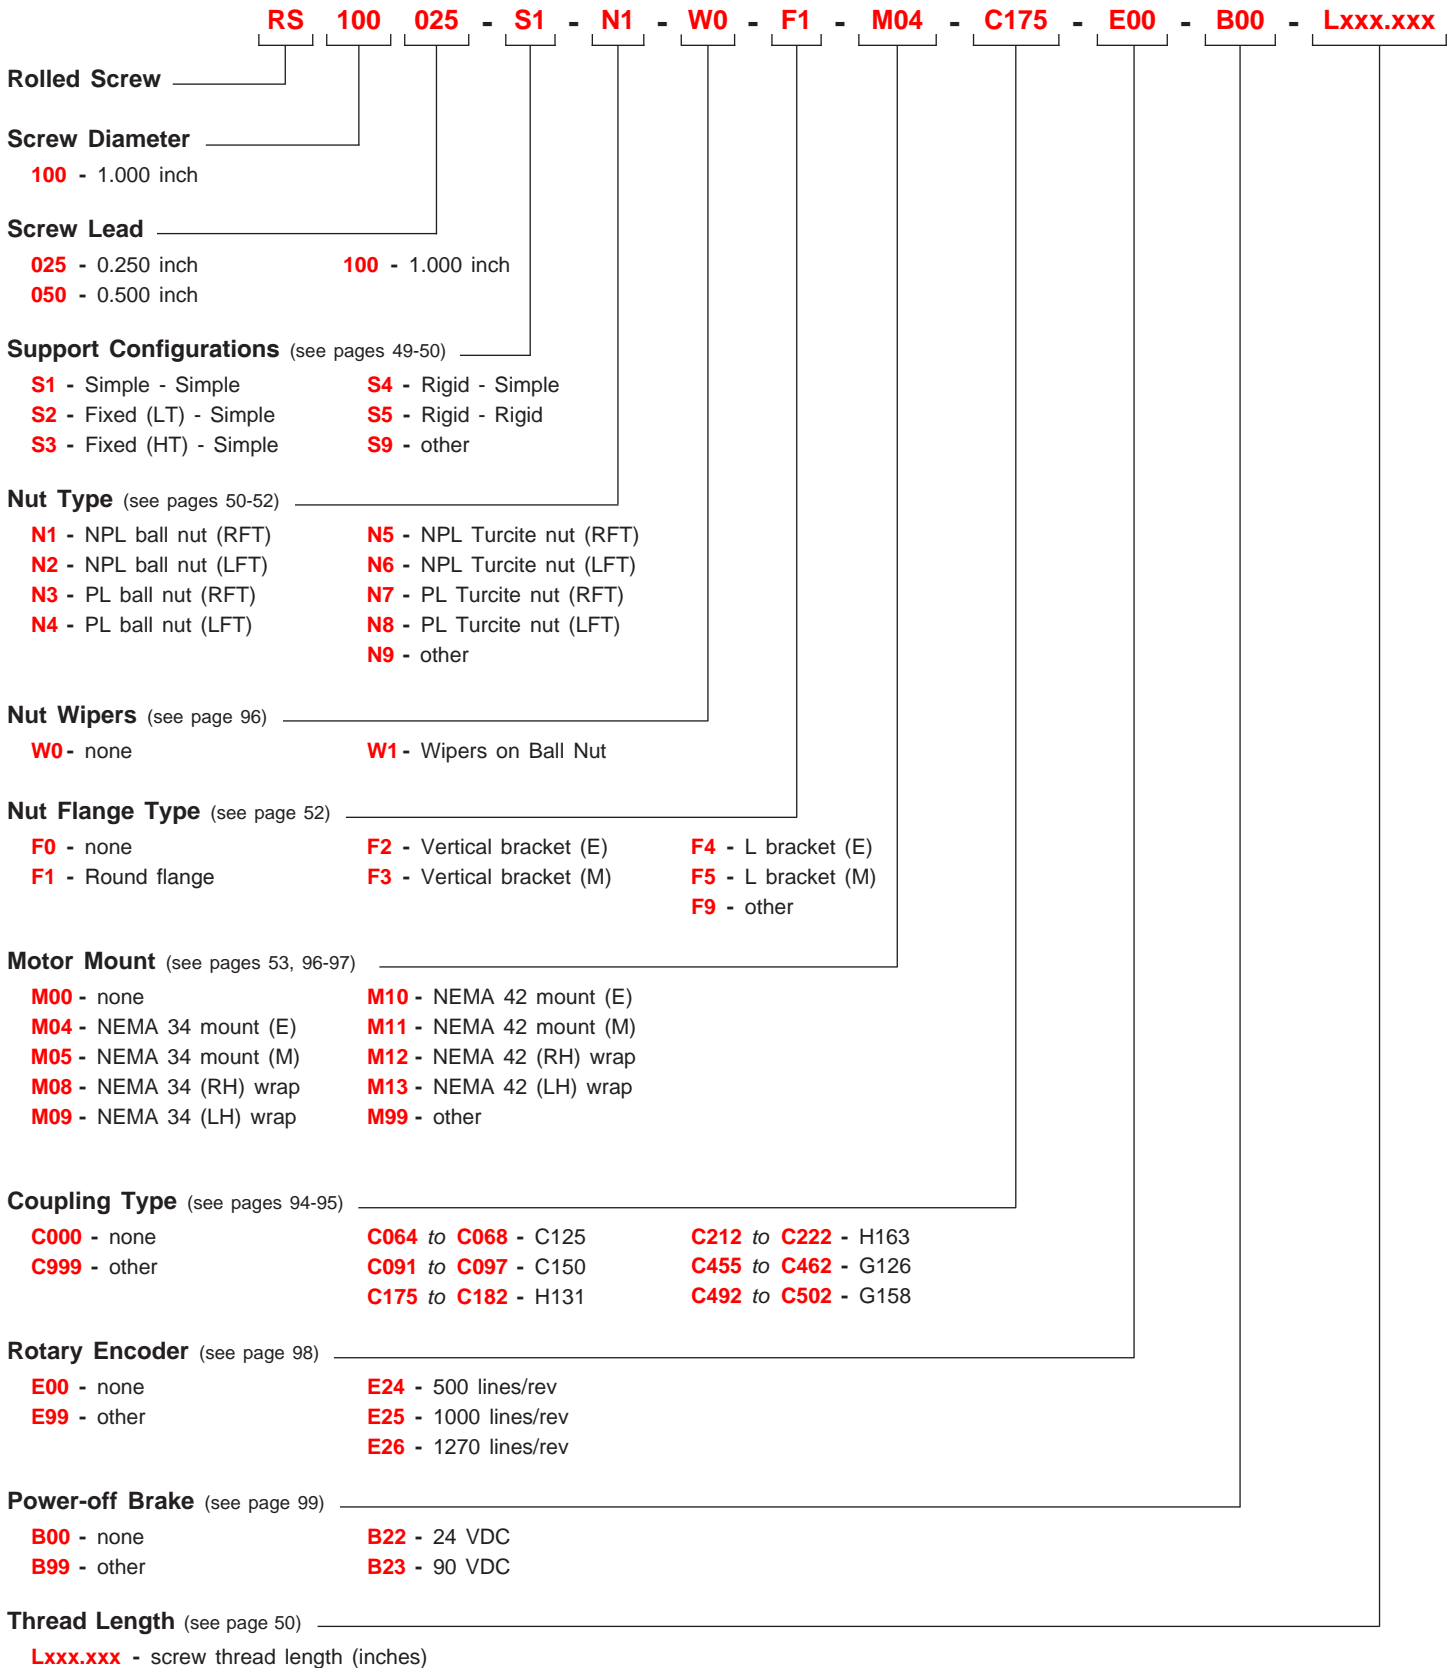 RS 100 025 - S1 - N1 - W0 - F1 - M04 - C175 - E00 - B00 - Lxxx.xxx
Rolled Screw
Screw Diameter
100 - 1.000 inch
Screw Lead
025 - 0.250 inch 100 - 1.000 inch
050 - 0.500 inch
Support Configurations (see pages 49-50)
S1 - Simple - Simple S4 - Rigid - Simple
S2 - Fixed (LT) - Simple S5 - Rigid - Rigid
S3 - Fixed (HT) - Simple S9 - other
Nut Type (see pages 50-52)
N1 - NPL ball nut (RFT) N5 - NPL Turcite nut (RFT)
N2 - NPL ball nut (LFT) N6 - NPL Turcite nut (LFT)
N3 - PL ball nut (RFT) N7 - PL Turcite nut (RFT)
N4 - PL ball nut (LFT) N8 - PL Turcite nut (LFT)
N9 - other
Nut Wipers (see page 96)
W0 - none W1 - Wipers on Ball Nut
Nut Flange Type (see page 52)
F0 - none F2 - Vertical bracket (E) F4 - L bracket (E)
F1 - Round flange F3 - Vertical bracket (M) F5 - L bracket (M)
F9 - other
Motor Mount (see pages 53, 96-97)
M00 - none M10 - NEMA 42 mount (E)
M04 - NEMA 34 mount (E) M11 - NEMA 42 mount (M)
M05 - NEMA 34 mount (M) M12 - NEMA 42 (RH) wrap
M08 - NEMA 34 (RH) wrap M13 - NEMA 42 (LH) wrap
M09 - NEMA 34 (LH) wrap M99 - other
Coupling Type (see pages 94-95)
C000 - none C064 to C068 - C125 C212 to C222 - H163
C999 - other C091 to C097 - C150 C455 to C462 - G126
C175 to C182 - H131 C492 to C502 - G158
Rotary Encoder (see page 98)
E00 - none E24 - 500 lines/rev
E99 - other E25 - 1000 lines/rev
E26 - 1270 lines/rev
Power-off Brake (see page 99)
B00 - none B22 - 24 VDC
B99 - other B23 - 90 VDC
Thread Length (see page 50)
Lxxx.xxx - screw thread length (inches)